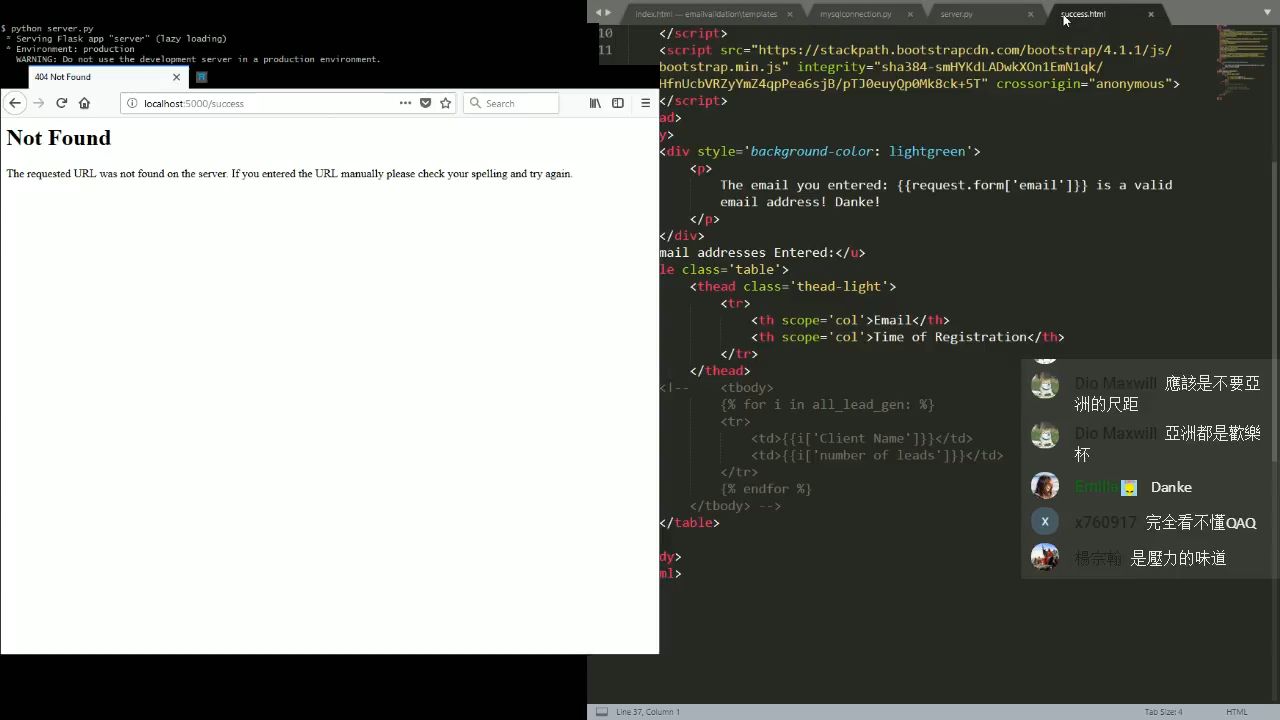 $ python server.py
* Serving Flask app "server" (lazy loading)
* Environment: production
WARNING: Do not use the development server in a production environment.
404 Not Found
localhost:5000/success
Search
Not Found
The requested URL was not found on the server. If you entered the URL manually please check your spelling and try again.
index.html — emailvalidation\templates
mysqlconnection.py
server.py
success.html
10 </script>
11 <script src="https://stackpath.bootstrapcdn.com/bootstrap/4.1.1/js/
bootstrap.min.js" integrity="sha384-smHYKdLADwkXOn1EmN1qk/
HfnUcbVRZyYmZ4qpPea6sjB/pTJ0euyQp0Mk8ck+5T" crossorigin="anonymous">
</script>
ad>
y>
<div style='background-color: lightgreen'>
<p>
The email you entered: {{request.form['email']}} is a valid
email address! Danke!
</p>
</div>
mail addresses Entered:</u>
le class='table'>
<thead class='thead-light'>
<tr>
<th scope='col'>Email</th>
<th scope='col'>Time of Registration</th>
</tr>
</thead>
<!-- <tbody>
{% for i in all_lead_gen: %}
<tr>
<td>{{i['Client Name']}}</td>
<td>{{i['number of leads']}}</td>
</tr>
{% endfor %}
</tbody> -->
</table>
dy>
ml>
Dio Maxwill 應該是不要亞
洲的尺距
Dio Maxwill 亞洲都是歡樂
杯
Emilia Danke
X x760917 完全看不懂QAQ
楊宗翰 是壓力的味道
Line 37, Column 1
Tab Size: 4
HTML